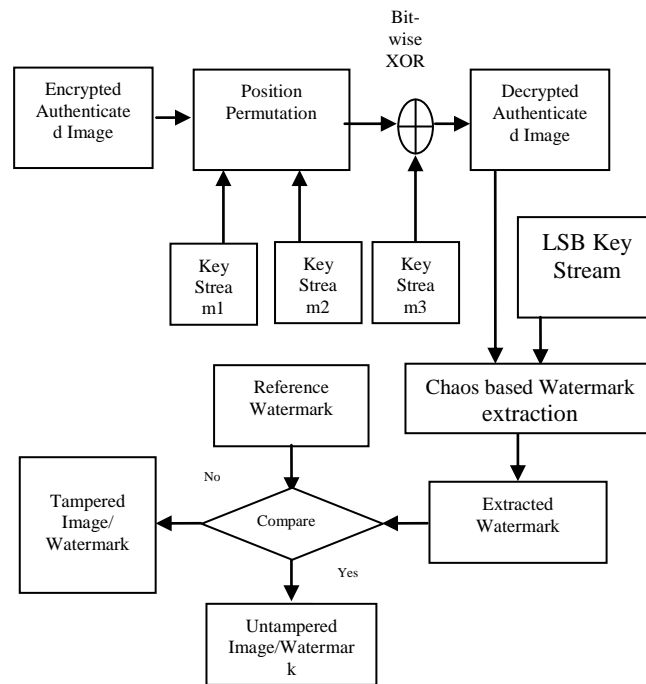 Bit-
wise
XOR
Encrypted
Authenticate
d Image
Position
Permutation
Decrypted
Authenticate
d Image
Key
Strea
m1
Key
Strea
m2
Key
Strea
m3
LSB Key
Stream
Reference
Watermark
Chaos based Watermark
extraction
No
Tampered
Image/
Watermark
Compare
Extracted
Watermark
Yes
Untampered
Image/Watermar
k